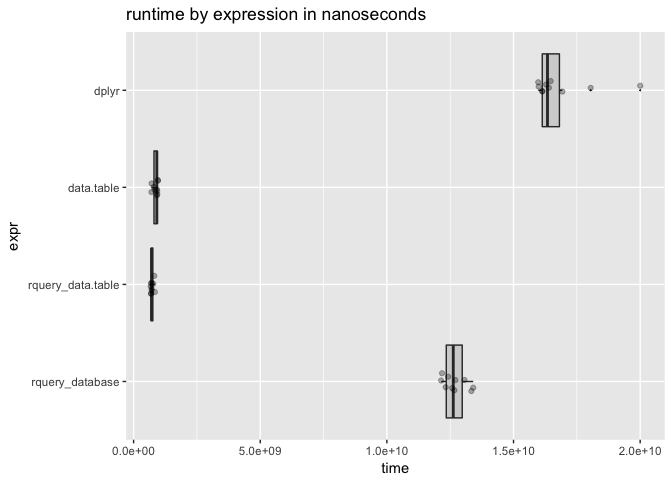 runtime by expression in nanoseconds
expr
dplyr
data.table
rquery_data.table
rquery_database
0.0e+00 5.0e+09 1.0e+10 1.5e+10 2.0e+10
time